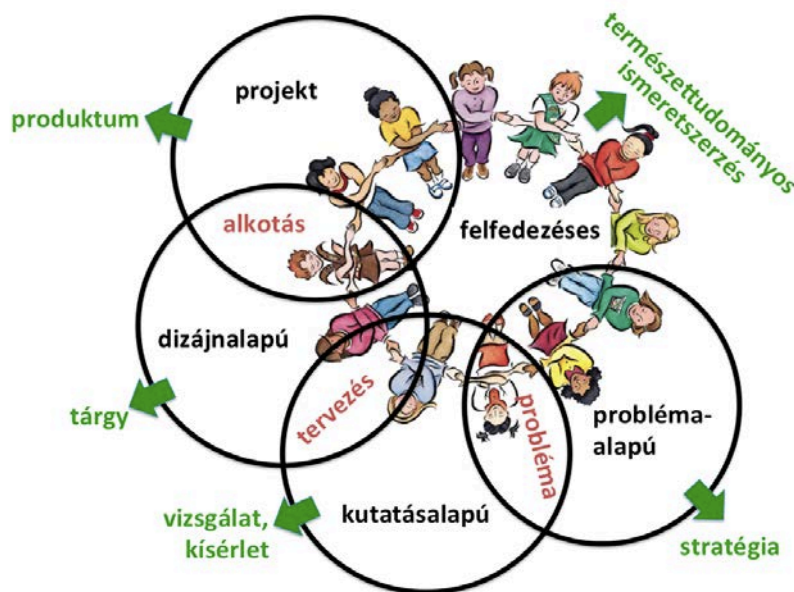 projekt
produktum
természettudományos
ismeretszerzés
alkotás
felfedezéses
dizájnalapú
tárgy
tervezés
probléma
probléma-
alapú
vizsgálat,
kísérlet
kutatásalapú
stratégia